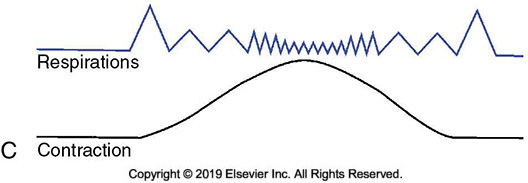 Respirations
C
Contraction
Copyright © 2019 Elsevier Inc. All Rights Reserved.